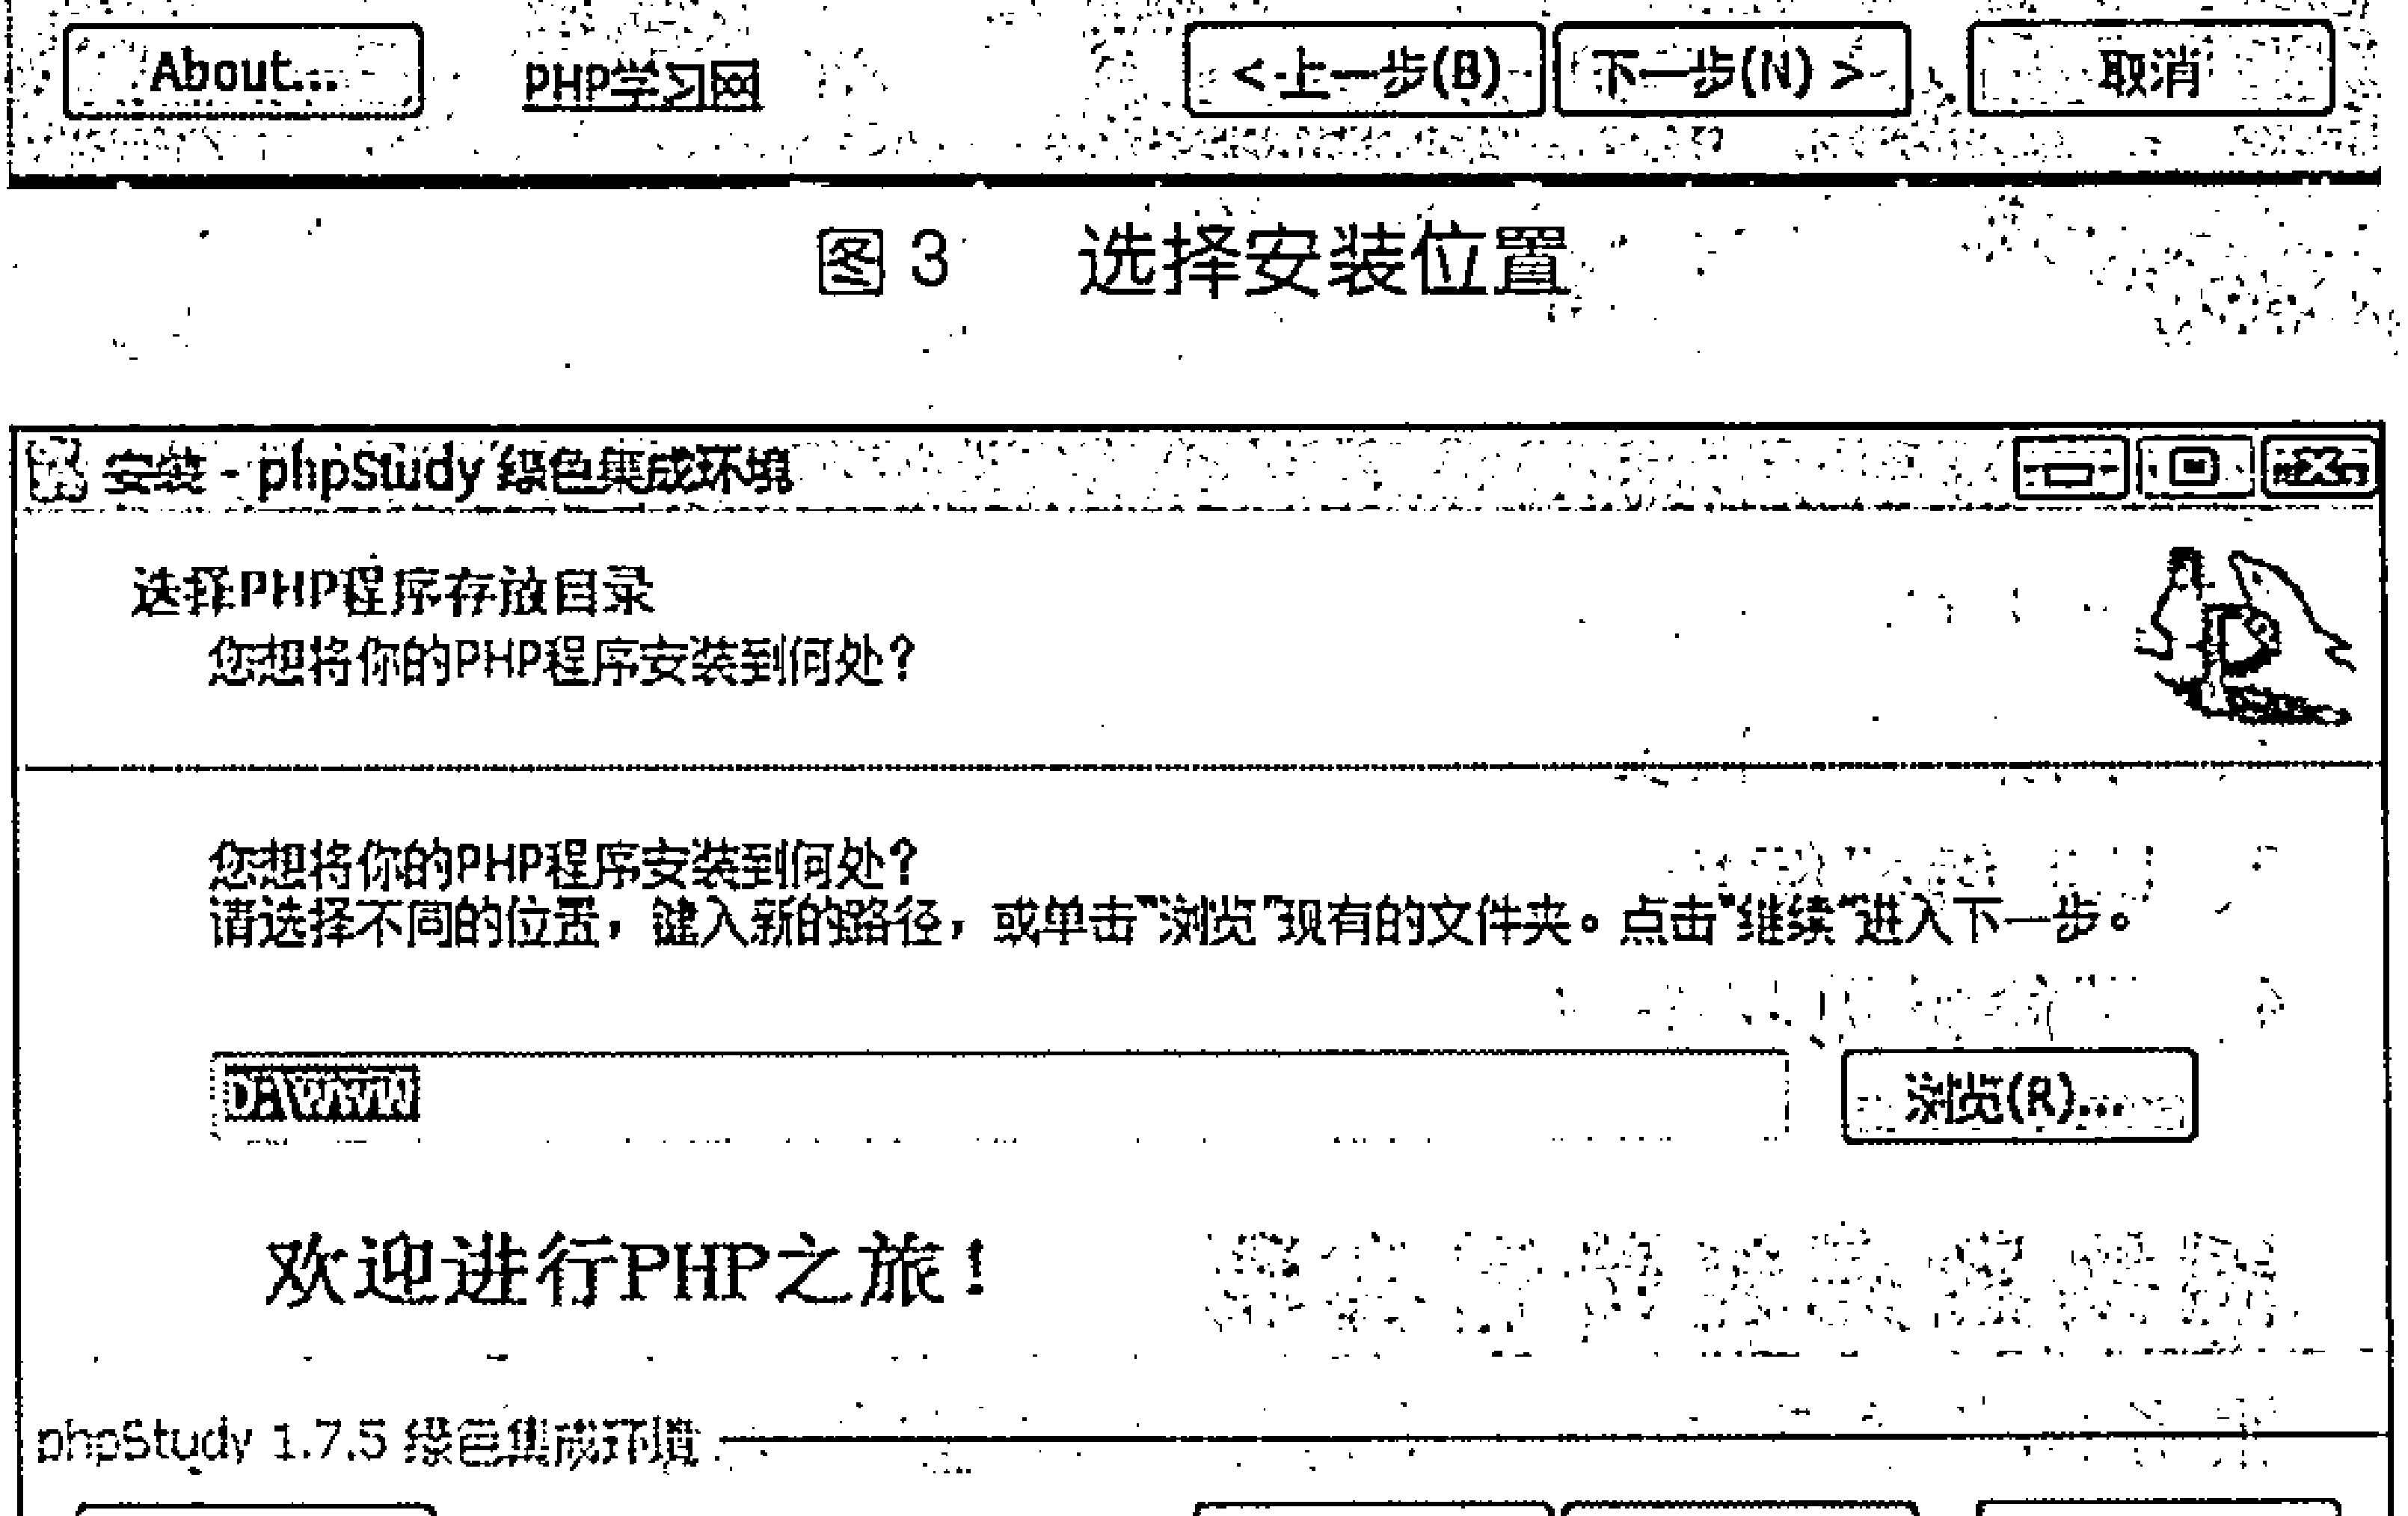 About... PHP学习网 <上一步(B) 下一步(N)> 取消
图3 选择安装位置
安装 - phpStudy 绿色集成环境
选择PHP程序存放目录
您想将你的PHP程序安装到何处?
您想将你的PHP程序安装到何处?
请选择不同的位置，键入新的路径，或单击"浏览"现有的文件夹。点击"继续"进入下一步。
D:\WWW 浏览(R)...
欢迎进行PHP之旅!
phpStudy 1.7.5 绿色集成环境